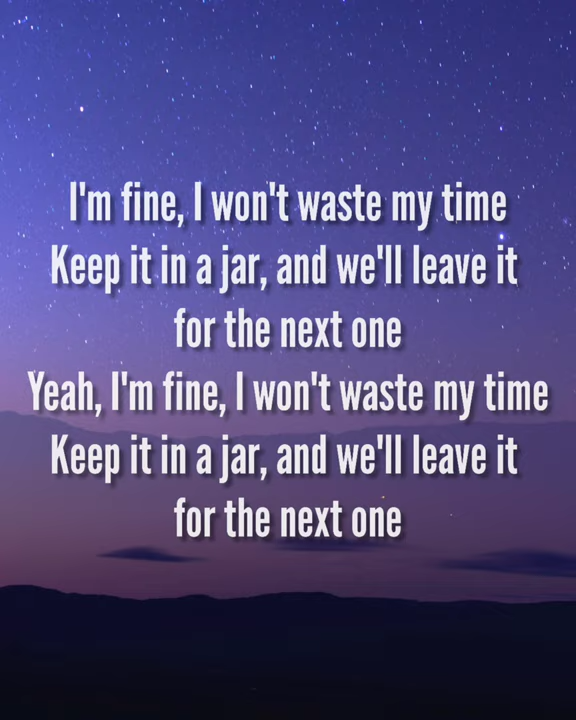 I'm fine, I won't waste my time
Keep it in a jar, and we'll leave it
for the next one
Yeah, I'm fine, I won't waste my time
Keep it in a jar, and we'll leave it
for the next one